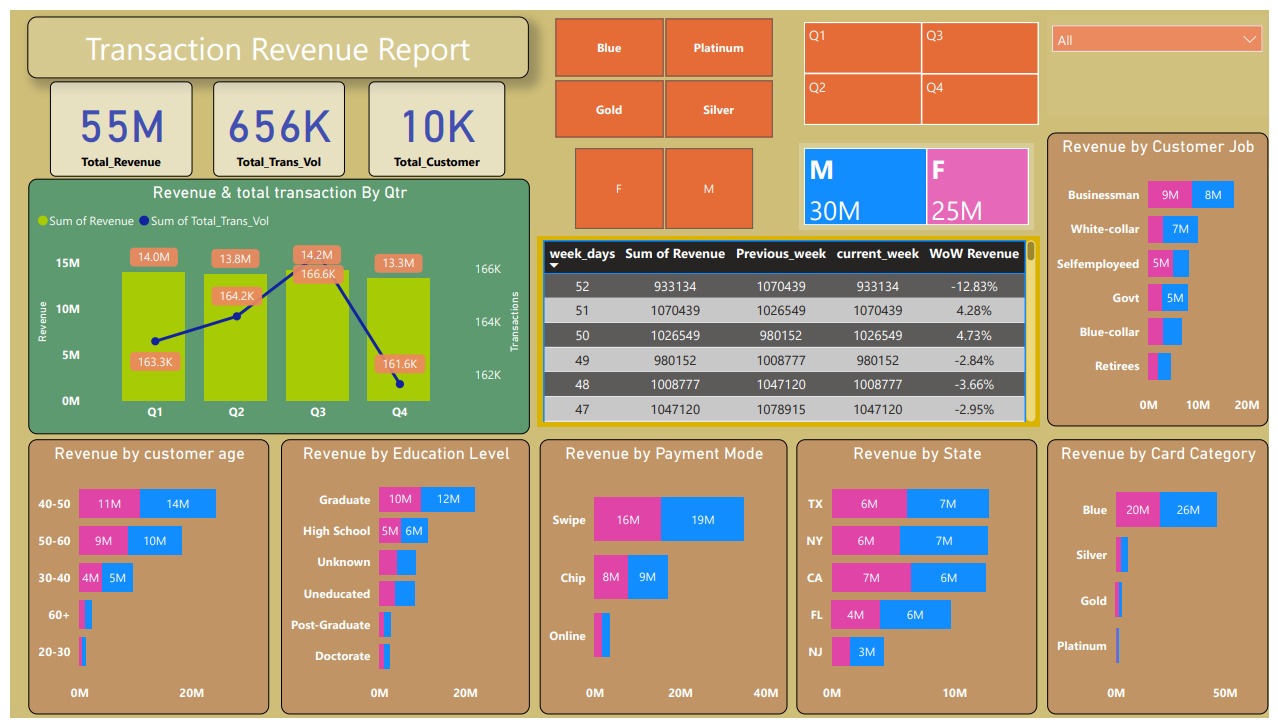 Transaction Revenue Report
55M
Total_Revenue
656K
Total_Trans_Vol
10K
Total_Customer
Blue
Platinum
Gold
Silver
F
M
Q1
Q3
Q2
Q4
All
M
30M
F
25M
Revenue & total transaction By Qtr
Sum of Revenue Sum of Total_Trans_Vol
14.0M
13.8M
14.2M
13.3M
163.3K
164.2K
166.6K
161.6K
Revenue
15M
10M
5M
0M
Q1 Q2 Q3 Q4
Transactions
166K
164K
162K
week_days Sum of Revenue Previous_week current_week WoW Revenue
52 933134 1070439 933134 -12.83%
51 1070439 1026549 1070439 4.28%
50 1026549 980152 1026549 4.73%
49 980152 1008777 980152 -2.84%
48 1008777 1047120 1008777 -3.66%
47 1047120 1078915 1047120 -2.95%
Revenue by Customer Job
Businessman 9M 8M
White-collar 7M
Selfemployeed 5M
Govt 5M
Blue-collar
Retirees
0M 10M 20M
Revenue by customer age
40-50 11M 14M
50-60 9M 10M
30-40 4M 5M
60+
20-30
0M 20M
Revenue by Education Level
Graduate 10M 12M
High School 5M 6M
Unknown
Uneducated
Post-Graduate
Doctorate
0M 20M
Revenue by Payment Mode
Swipe 16M 19M
Chip 8M 9M
Online
0M 20M 40M
Revenue by State
TX 6M 7M
NY 6M 7M
CA 7M 6M
FL 4M 6M
NJ 3M
0M 10M
Revenue by Card Category
Blue 20M 26M
Silver
Gold
Platinum
0M 50M